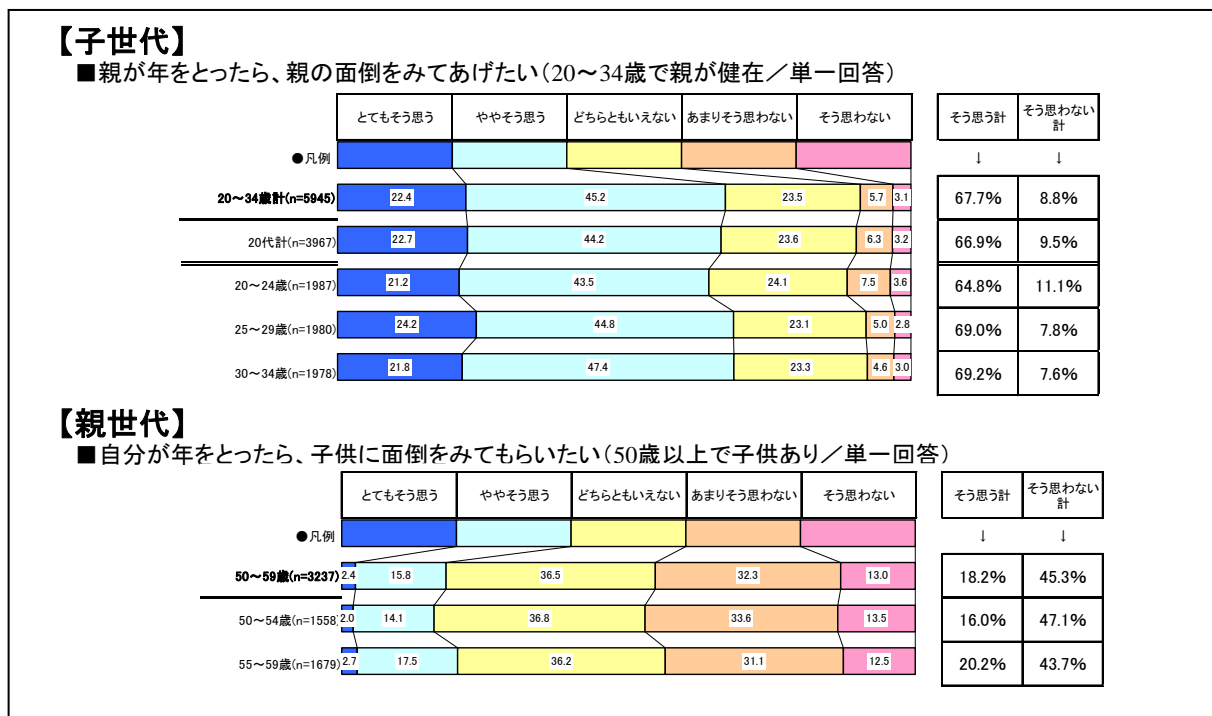 【子世代】
■親が年をとったら、親の面倒をみてあげたい(20~34歳で親が健在/単一回答)
とてもそう思う ややそう思う どちらともいえない あまりそう思わない そう思わない そう思う計 そう思わない計
●凡例 ↓ ↓
20~34歳計(n=5945) 22.4 45.2 23.5 5.7 3.1 67.7% 8.8%
20代計(n=3967) 22.7 44.2 23.6 6.3 3.2 66.9% 9.5%
20~24歳(n=1987) 21.2 43.5 24.1 7.5 3.6 64.8% 11.1%
25~29歳(n=1980) 24.2 44.8 23.1 5.0 2.8 69.0% 7.8%
30~34歳(n=1978) 21.8 47.4 23.3 4.6 3.0 69.2% 7.6%
【親世代】
■自分が年をとったら、子供に面倒をみてもらいたい(50歳以上で子供あり/単一回答)
とてもそう思う ややそう思う どちらともいえない あまりそう思わない そう思わない そう思う計 そう思わない計
●凡例 ↓ ↓
50~59歳(n=3237) 2.4 15.8 36.5 32.3 13.0 18.2% 45.3%
50~54歳(n=1558) 2.0 14.1 36.8 33.6 13.5 16.0% 47.1%
55~59歳(n=1679) 2.7 17.5 36.2 31.1 12.5 20.2% 43.7%